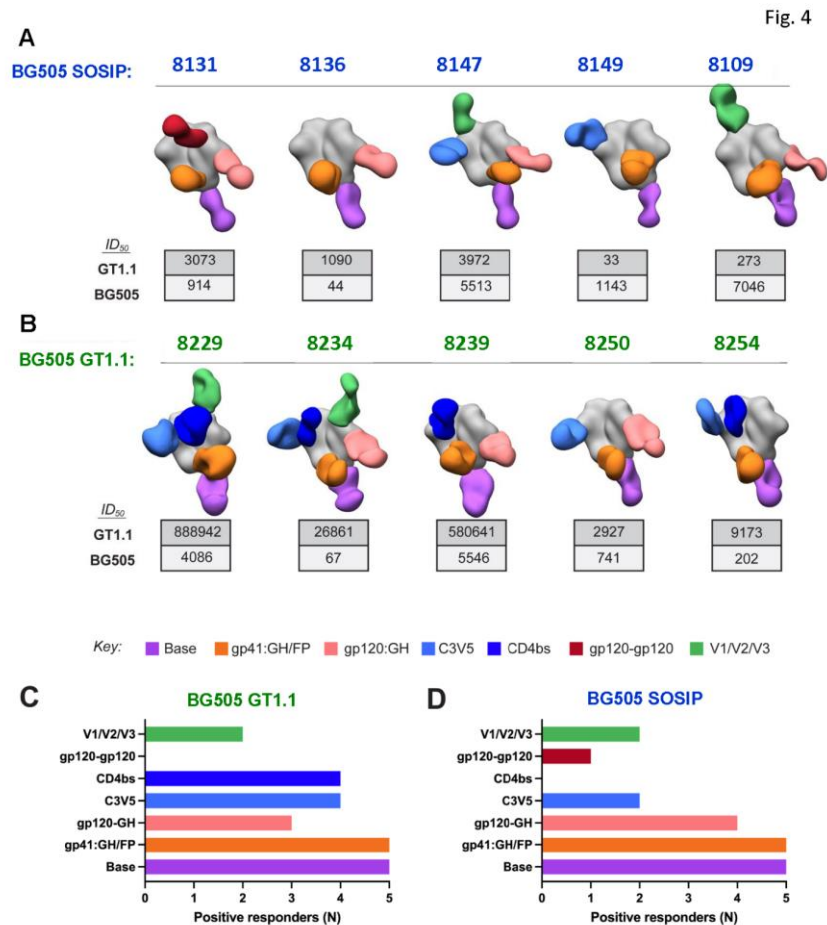 Fig. 4
A
BG505 SOSIP: 8131 8136 8147 8149 8109
ID50
GT1.1 3073 1090 3972 33 273
BG505 914 44 5513 1143 7046
B
BG505 GT1.1: 8229 8234 8239 8250 8254
ID50
GT1.1 888942 26861 580641 2927 9173
BG505 4086 67 5546 741 202
Key: Base gp41:GH/FP gp120:GH C3V5 CD4bs gp120-gp120 V1/V2/V3
C
BG505 GT1.1
V1/V2/V3
gp120-gp120
CD4bs
C3V5
gp120-GH
gp41:GH/FP
Base
0 1 2 3 4 5
Positive responders (N)
D
BG505 SOSIP
V1/V2/V3
gp120-gp120
CD4bs
C3V5
gp120-GH
gp41:GH/FP
Base
0 1 2 3 4 5
Positive responders (N)